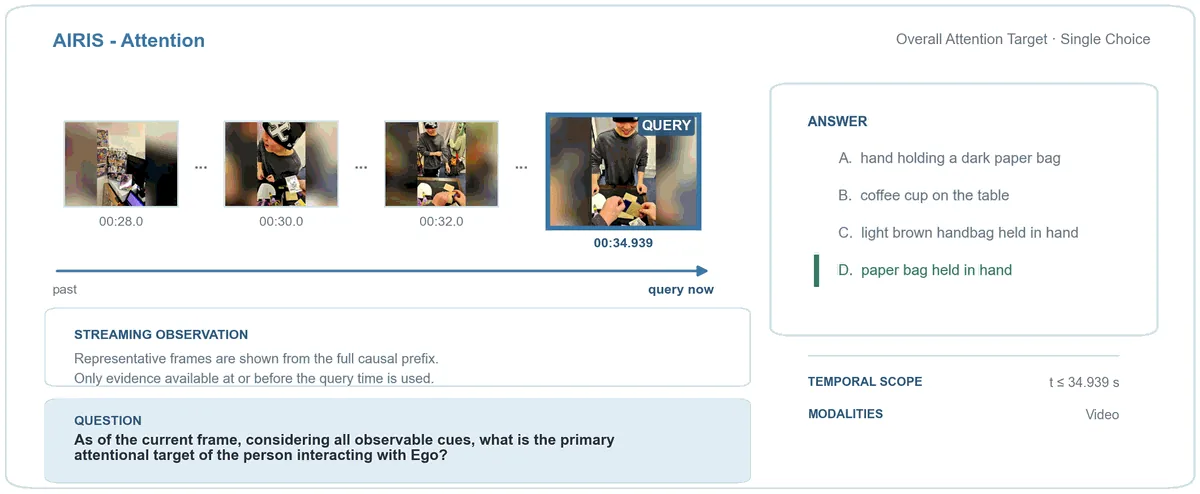 AIRIS - Attention
Overall Attention Target · Single Choice
QUERY
... ... ...
00:28.0
00:30.0
00:32.0
00:34.939
past
query now
STREAMING OBSERVATION
Representative frames are shown from the full causal prefix.
Only evidence available at or before the query time is used.
QUESTION
As of the current frame, considering all observable cues, what is the primary
attentional target of the person interacting with Ego?
ANSWER
A. hand holding a dark paper bag
B. coffee cup on the table
C. light brown handbag held in hand
D. paper bag held in hand
TEMPORAL SCOPE
t ≤ 34.939 s
MODALITIES
Video